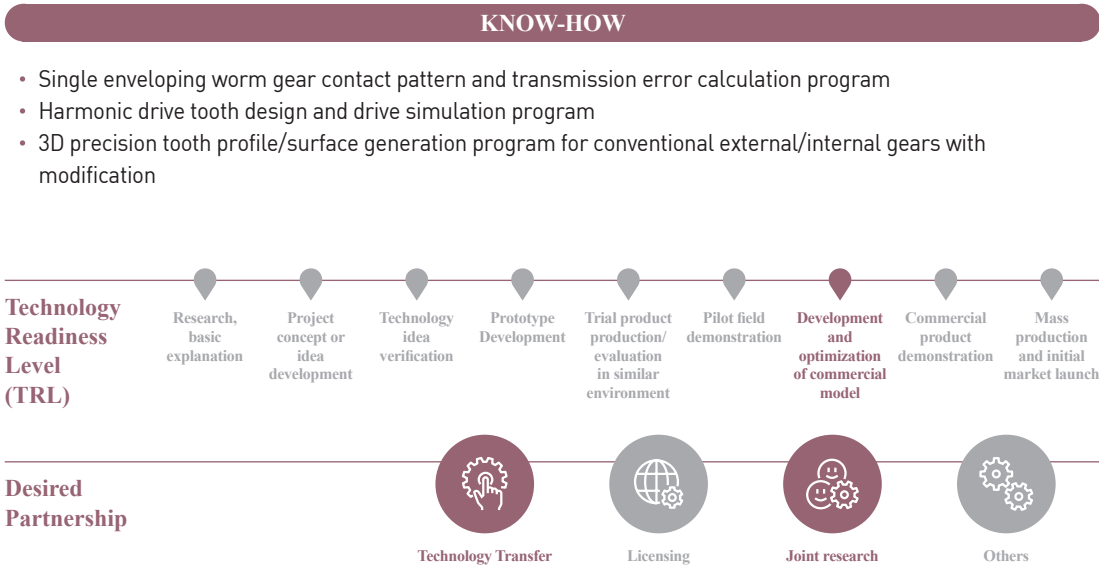 KNOW-HOW
• Single enveloping worm gear contact pattern and transmission error calculation program
• Harmonic drive tooth design and drive simulation program
• 3D precision tooth profile/surface generation program for conventional external/internal gears with
modification
Technology
Readiness
Level
(TRL)
Research,
basic
explanation
Project
concept or
idea
development
Technology
idea
verification
Prototype
Development
Trial product
production/
evaluation
in similar
environment
Pilot field
demonstration
Development
and
optimization
of commercial
model
Commercial
product
demonstration
Mass
production
and initial
market launch
Desired
Partnership
Technology Transfer
Licensing
Joint research
Others